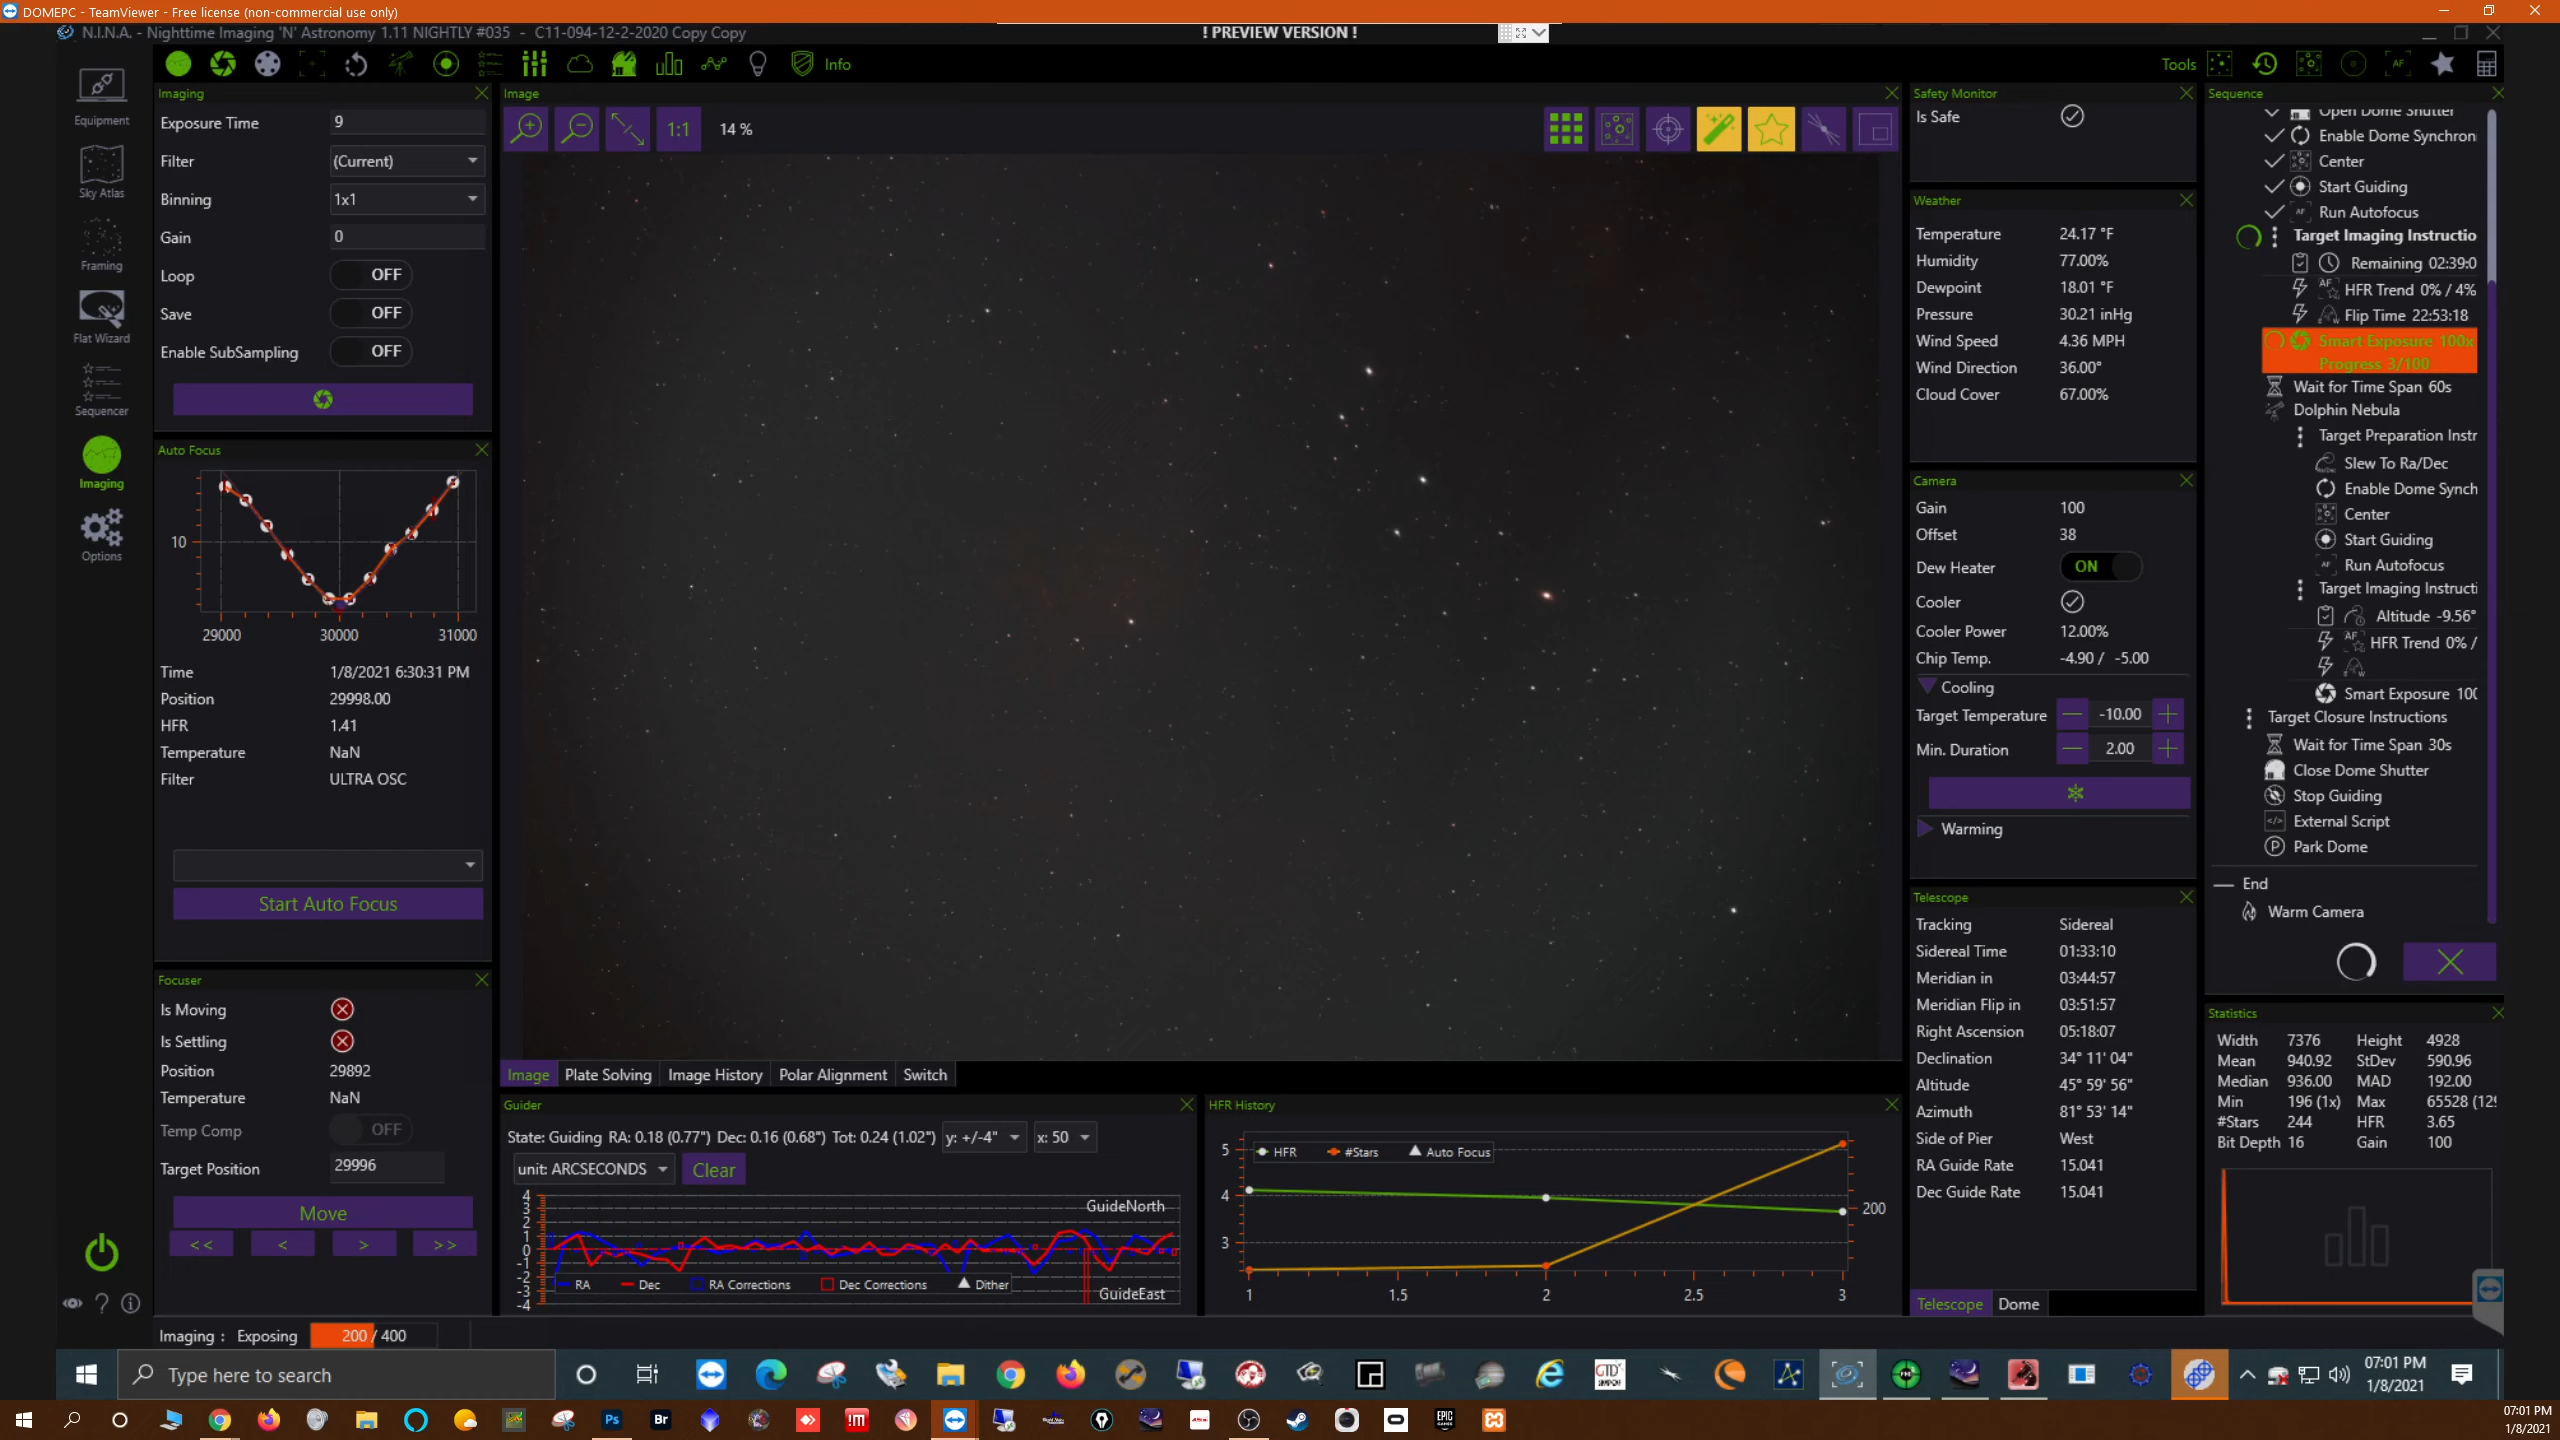 DOMEPC - TeamViewer - Free license (non-commercial use only)
N.I.N.A. - Nighttime Imaging 'N' Astronomy 1.11 NIGHTLY #035 - C11-094-12-2-2020 Copy Copy
! PREVIEW VERSION !
Info
Tools
Equipment
Sky Atlas
Framing
Flat Wizard
Sequencer
Imaging
Options
Imaging
Exposure Time 9
Filter (Current)
Binning 1x1
Gain 0
Loop OFF
Save OFF
Enable SubSampling OFF
Auto Focus
10
29000 30000 31000
Time 1/8/2021 6:30:31 PM
Position 29998.00
HFR 1.41
Temperature NaN
Filter ULTRA OSC
Start Auto Focus
Focuser
Is Moving
Is Settling
Position 29892
Temperature NaN
Temp Comp OFF
Target Position 29996
Move
<< < > >>
Image
1:1 14 %
Image Plate Solving Image History Polar Alignment Switch
Guider
State: Guiding RA: 0.18 (0.77") Dec: 0.16 (0.68") Tot: 0.24 (1.02") y: +/-4" x: 50
unit: ARCSECONDS Clear
4
3
2
1
0
-1
-2
-3
-4
GuideNorth
RA Dec RA Corrections Dec Corrections Dither
GuideEast
HFR History
HFR #Stars Auto Focus
5
4
3
200
1 1.5 2 2.5 3
Safety Monitor
Is Safe
Weather
Temperature 24.17 °F
Humidity 77.00%
Dewpoint 18.01 °F
Pressure 30.21 inHg
Wind Speed 4.36 MPH
Wind Direction 36.00°
Cloud Cover 67.00%
Camera
Gain 100
Offset 38
Dew Heater ON
Cooler
Cooler Power 12.00%
Chip Temp. -4.90 / -5.00
Cooling
Target Temperature -10.00
Min. Duration 2.00
Warming
Telescope
Tracking Sidereal
Sidereal Time 01:33:10
Meridian in 03:44:57
Meridian Flip in 03:51:57
Right Ascension 05:18:07
Declination 34° 11' 04"
Altitude 45° 59' 56"
Azimuth 81° 53' 14"
Side of Pier West
RA Guide Rate 15.041
Dec Guide Rate 15.041
Telescope Dome
Sequence
Open Dome Shutter
Enable Dome Synchron
Center
Start Guiding
AF Run Autofocus
Target Imaging Instructio
Remaining 02:39:0
AF HFR Trend 0% / 4%
Flip Time 22:53:18
Smart Exposure 100x
Progress 3/100
Wait for Time Span 60s
Dolphin Nebula
Target Preparation Instr
Slew To Ra/Dec
Enable Dome Synch
Center
Start Guiding
AF Run Autofocus
Target Imaging Instructi
Altitude -9.56°
AF HFR Trend 0% /
Smart Exposure 100
Target Closure Instructions
Wait for Time Span 30s
Close Dome Shutter
Stop Guiding
External Script
Park Dome
End
Warm Camera
Statistics
Width 7376 Height 4928
Mean 940.92 StDev 590.96
Median 936.00 MAD 192.00
Min 196 (1x) Max 65528 (129
#Stars 244 HFR 3.65
Bit Depth 16 Gain 100
Imaging : Exposing 200 / 400
Type here to search
07:01 PM
1/8/2021
07:01 PM
1/8/2021